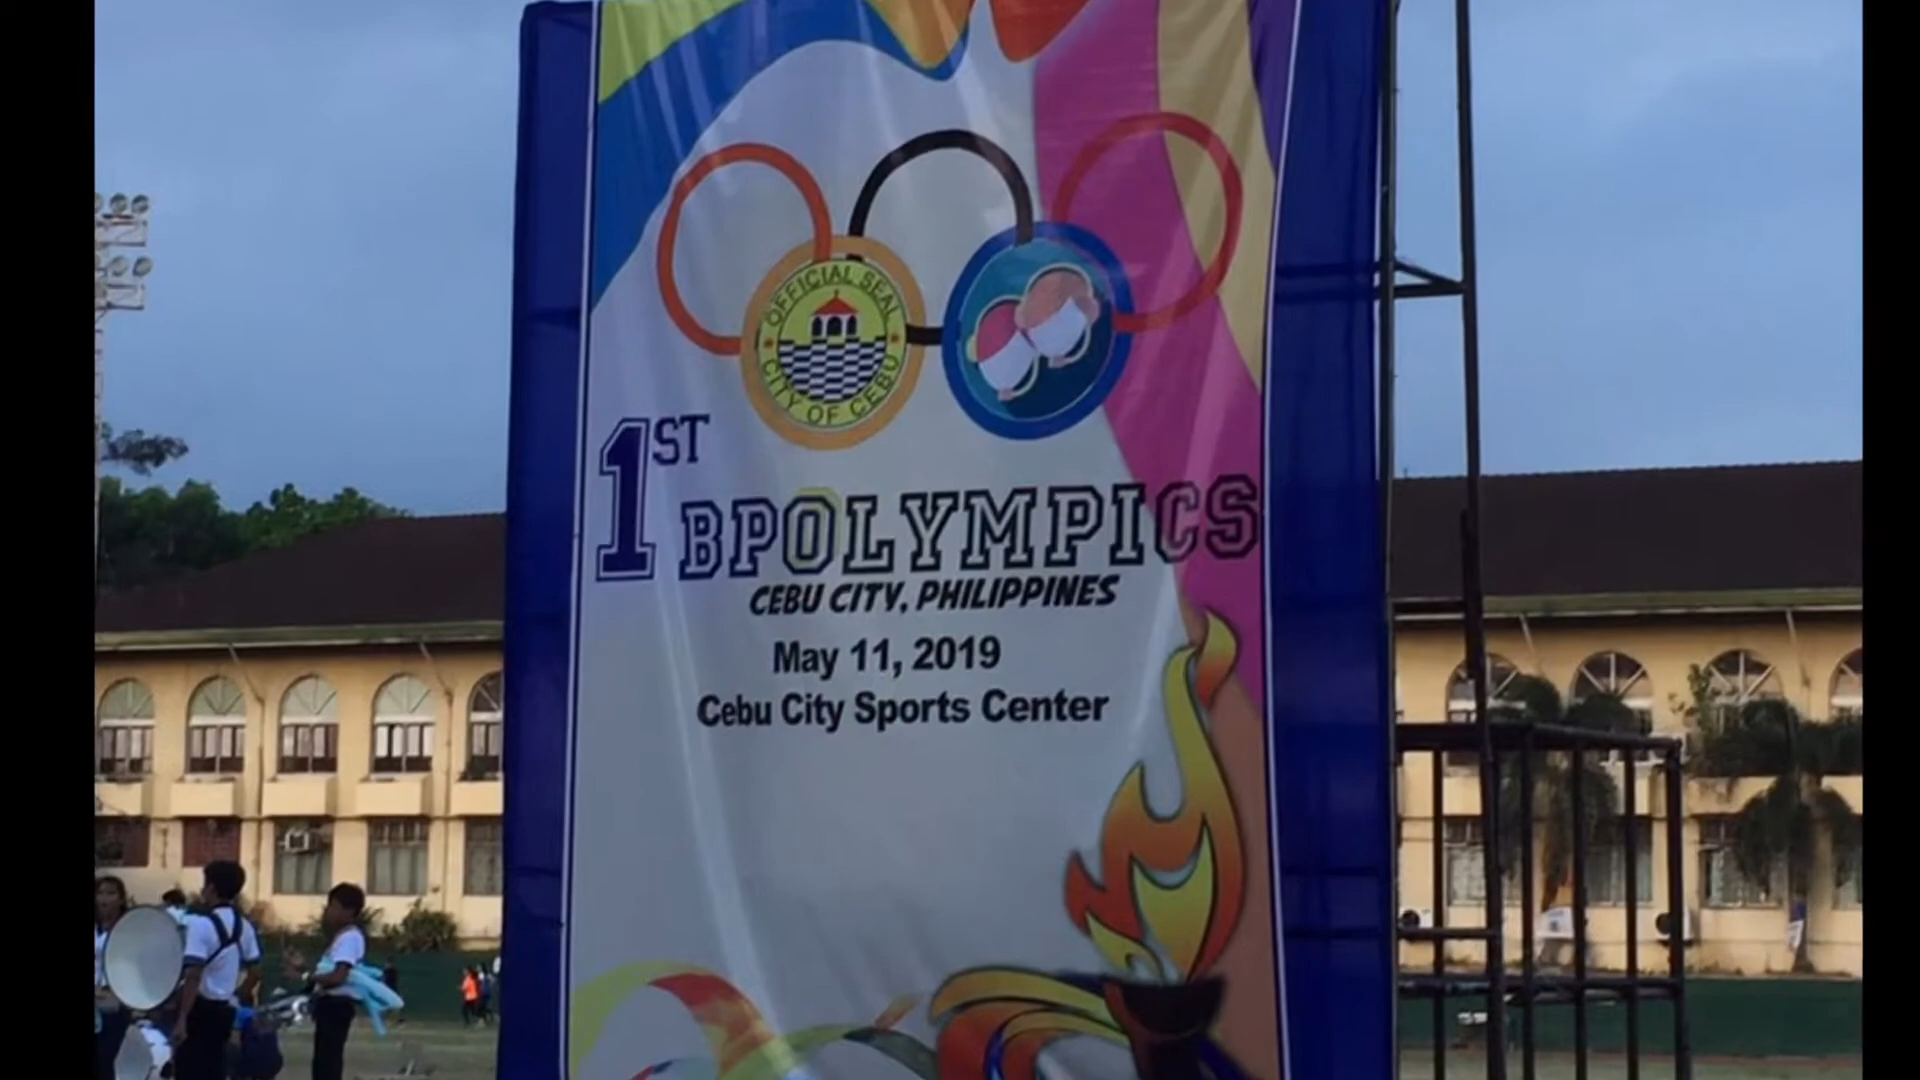 OFFICIAL SEAL
CITY OF CEBU
1ST
BPOLYMPICS
CEBU CITY, PHILIPPINES
May 11, 2019
Cebu City Sports Center